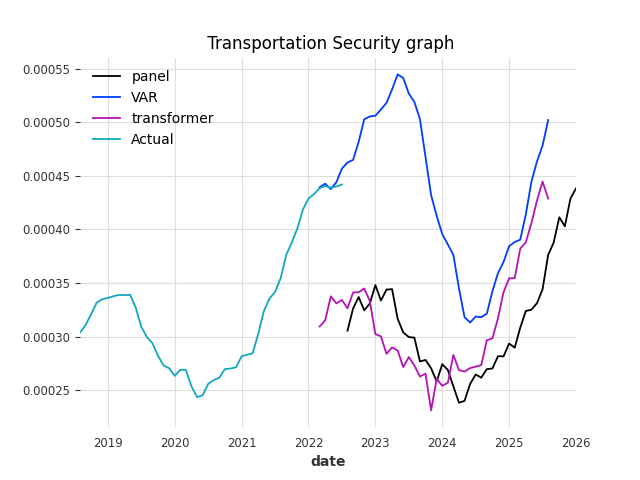 Transportation Security graph
panel
VAR
transformer
Actual
0.00055
0.00050
0.00045
0.00040
0.00035
0.00030
0.00025
2019 2020 2021 2022 2023 2024 2025 2026
date